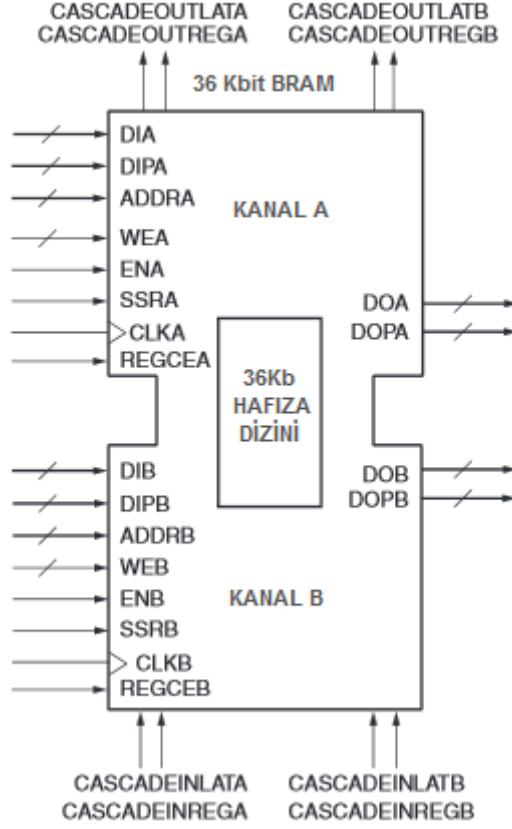 CASCADEOUTLATA CASCADEOUTLATB
CASCADEOUTREGA CASCADEOUTREGB
36 Kbit BRAM
DIA
DIPA
ADDRA
KANAL A
WEA
ENA
SSRA
DOA
CLKA
DOPA
REGCEA
36Kb
HAFIZA
DİZİNİ
DIB
DOB
DIPB
DOPB
ADDRB
WEB
ENB
KANAL B
SSRB
CLKB
REGCEB
CASCADEINLATA CASCADEINLATB
CASCADEINREGA CASCADEINREGB